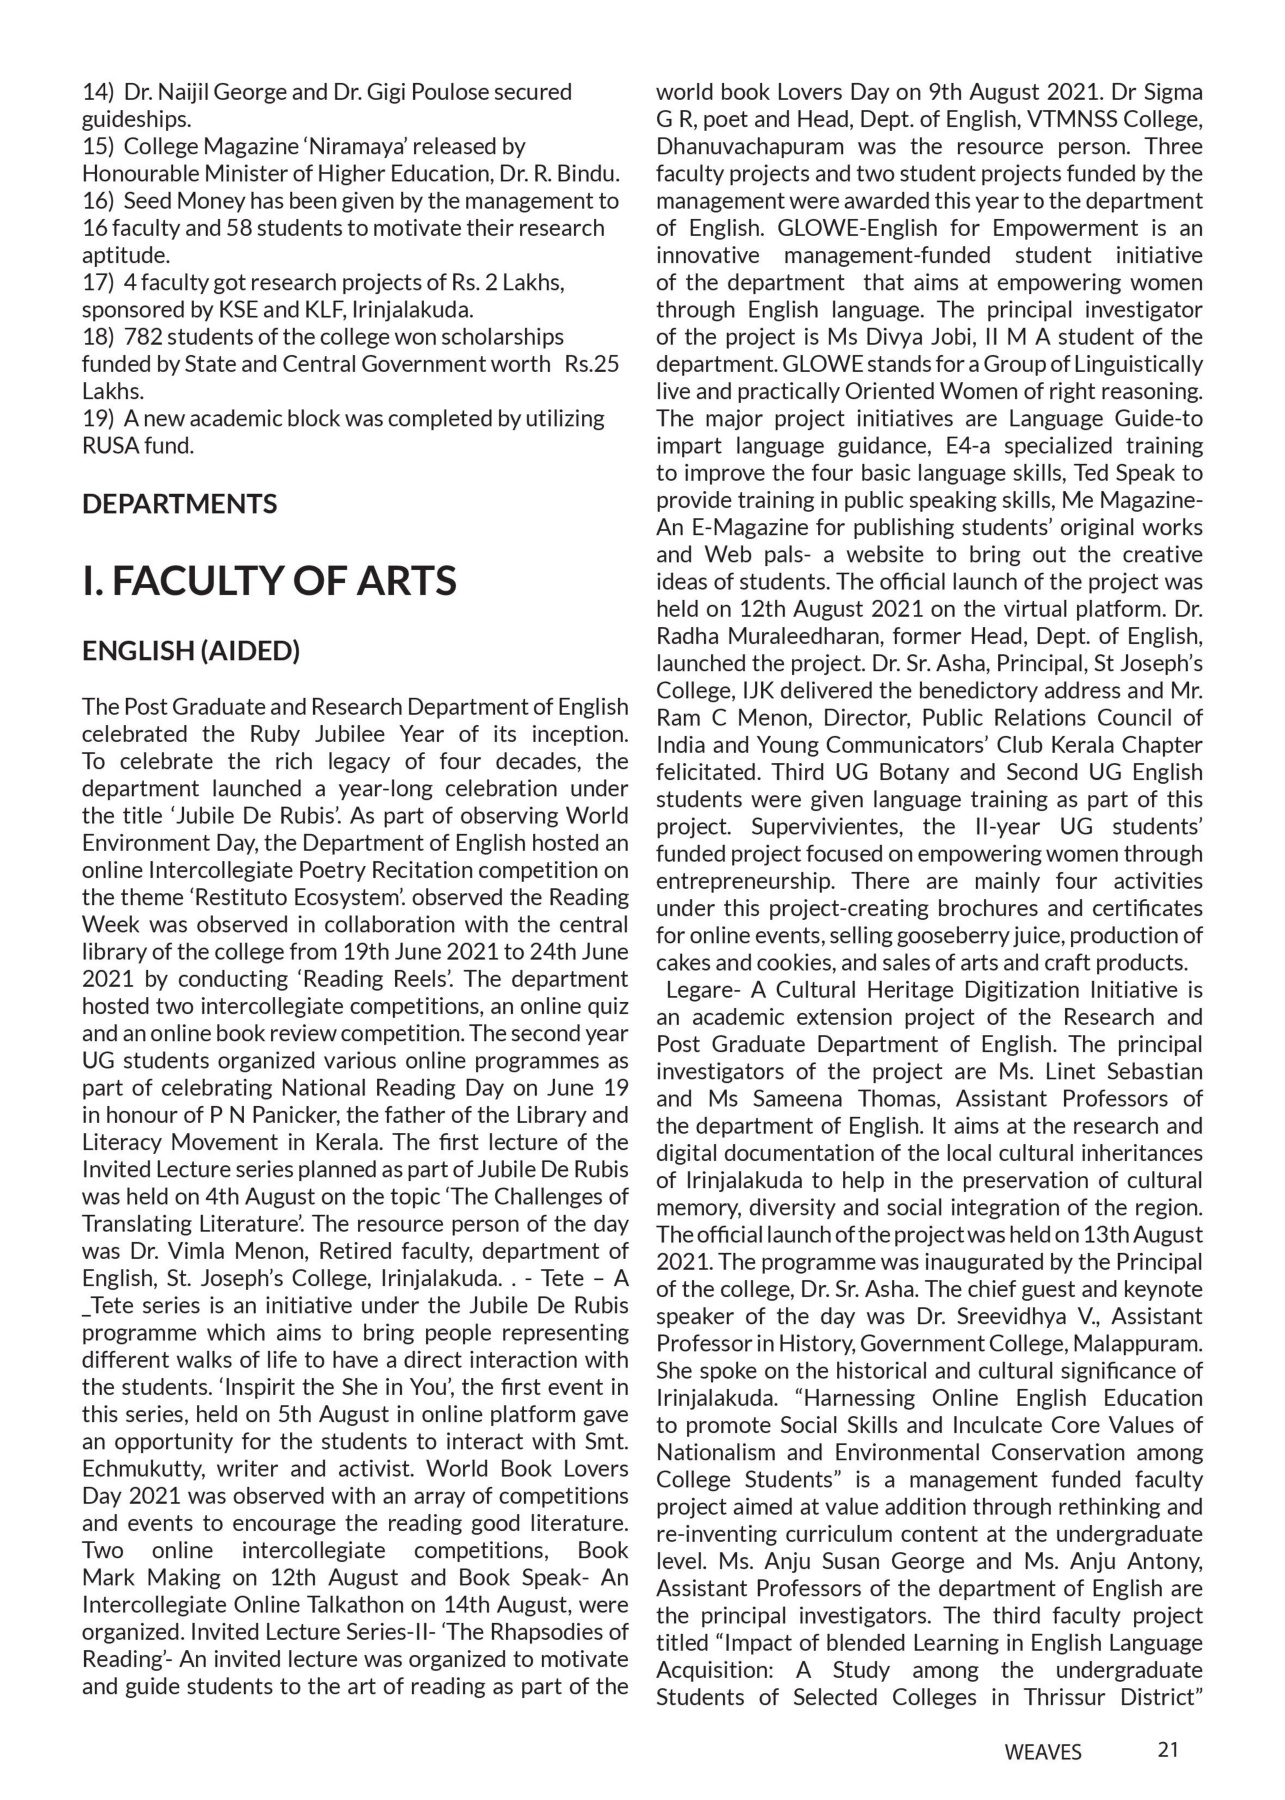 14) Dr. Naijil George and Dr. Gigi Poulose secured
guideships.
15) College Magazine ‘Niramaya’ released by
Honourable Minister of Higher Education, Dr. R. Bindu.
16) Seed Money has been given by the management to
16 faculty and 58 students to motivate their research
aptitude.
17) 4 faculty got research projects of Rs. 2 Lakhs,
sponsored by KSE and KLF, Irinjalakuda.
18) 782 students of the college won scholarships
funded by State and Central Government worth Rs.25
Lakhs.
19) A new academic block was completed by utilizing
RUSA fund.
DEPARTMENTS
I. FACULTY OF ARTS
ENGLISH (AIDED)
The Post Graduate and Research Department of English
celebrated the Ruby Jubilee Year of its inception.
To celebrate the rich legacy of four decades, the
department launched a year-long celebration under
the title ‘Jubile De Rubis’. As part of observing World
Environment Day, the Department of English hosted an
online Intercollegiate Poetry Recitation competition on
the theme ‘Restituto Ecosystem’. observed the Reading
Week was observed in collaboration with the central
library of the college from 19th June 2021 to 24th June
2021 by conducting ‘Reading Reels’. The department
hosted two intercollegiate competitions, an online quiz
and an online book review competition. The second year
UG students organized various online programmes as
part of celebrating National Reading Day on June 19
in honour of P N Panicker, the father of the Library and
Literacy Movement in Kerala. The first lecture of the
Invited Lecture series planned as part of Jubile De Rubis
was held on 4th August on the topic ‘The Challenges of
Translating Literature’. The resource person of the day
was Dr. Vimla Menon, Retired faculty, department of
English, St. Joseph’s College, Irinjalakuda. . - Tete – A
_Tete series is an initiative under the Jubile De Rubis
programme which aims to bring people representing
different walks of life to have a direct interaction with
the students. ‘Inspirit the She in You’, the first event in
this series, held on 5th August in online platform gave
an opportunity for the students to interact with Smt.
Echmukutty, writer and activist. World Book Lovers
Day 2021 was observed with an array of competitions
and events to encourage the reading good literature.
Two online intercollegiate competitions, Book
Mark Making on 12th August and Book Speak- An
Intercollegiate Online Talkathon on 14th August, were
organized. Invited Lecture Series-II- ‘The Rhapsodies of
Reading’- An invited lecture was organized to motivate
and guide students to the art of reading as part of the
world book Lovers Day on 9th August 2021. Dr Sigma
G R, poet and Head, Dept. of English, VTMNSS College,
Dhanuvachapuram was the resource person. Three
faculty projects and two student projects funded by the
management were awarded this year to the department
of English. GLOWE-English for Empowerment is an
innovative management-funded student initiative
of the department that aims at empowering women
through English language. The principal investigator
of the project is Ms Divya Jobi, II M A student of the
department. GLOWE stands for a Group of Linguistically
live and practically Oriented Women of right reasoning.
The major project initiatives are Language Guide-to
impart language guidance, E4-a specialized training
to improve the four basic language skills, Ted Speak to
provide training in public speaking skills, Me Magazine-
An E-Magazine for publishing students’ original works
and Web pals- a website to bring out the creative
ideas of students. The official launch of the project was
held on 12th August 2021 on the virtual platform. Dr.
Radha Muraleedharan, former Head, Dept. of English,
launched the project. Dr. Sr. Asha, Principal, St Joseph’s
College, IJK delivered the benedictory address and Mr.
Ram C Menon, Director, Public Relations Council of
India and Young Communicators’ Club Kerala Chapter
felicitated. Third UG Botany and Second UG English
students were given language training as part of this
project. Supervivientes, the II-year UG students’
funded project focused on empowering women through
entrepreneurship. There are mainly four activities
under this project-creating brochures and certificates
for online events, selling gooseberry juice, production of
cakes and cookies, and sales of arts and craft products.
Legare- A Cultural Heritage Digitization Initiative is
an academic extension project of the Research and
Post Graduate Department of English. The principal
investigators of the project are Ms. Linet Sebastian
and Ms Sameena Thomas, Assistant Professors of
the department of English. It aims at the research and
digital documentation of the local cultural inheritances
of Irinjalakuda to help in the preservation of cultural
memory, diversity and social integration of the region.
The official launch of the project was held on 13th August
2021. The programme was inaugurated by the Principal
of the college, Dr. Sr. Asha. The chief guest and keynote
speaker of the day was Dr. Sreevidhya V., Assistant
Professor in History, Government College, Malappuram.
She spoke on the historical and cultural significance of
Irinjalakuda. “Harnessing Online English Education
to promote Social Skills and Inculcate Core Values of
Nationalism and Environmental Conservation among
College Students” is a management funded faculty
project aimed at value addition through rethinking and
re-inventing curriculum content at the undergraduate
level. Ms. Anju Susan George and Ms. Anju Antony,
Assistant Professors of the department of English are
the principal investigators. The third faculty project
titled “Impact of blended Learning in English Language
Acquisition: A Study among the undergraduate
Students of Selected Colleges in Thrissur District”
WEAVES 21